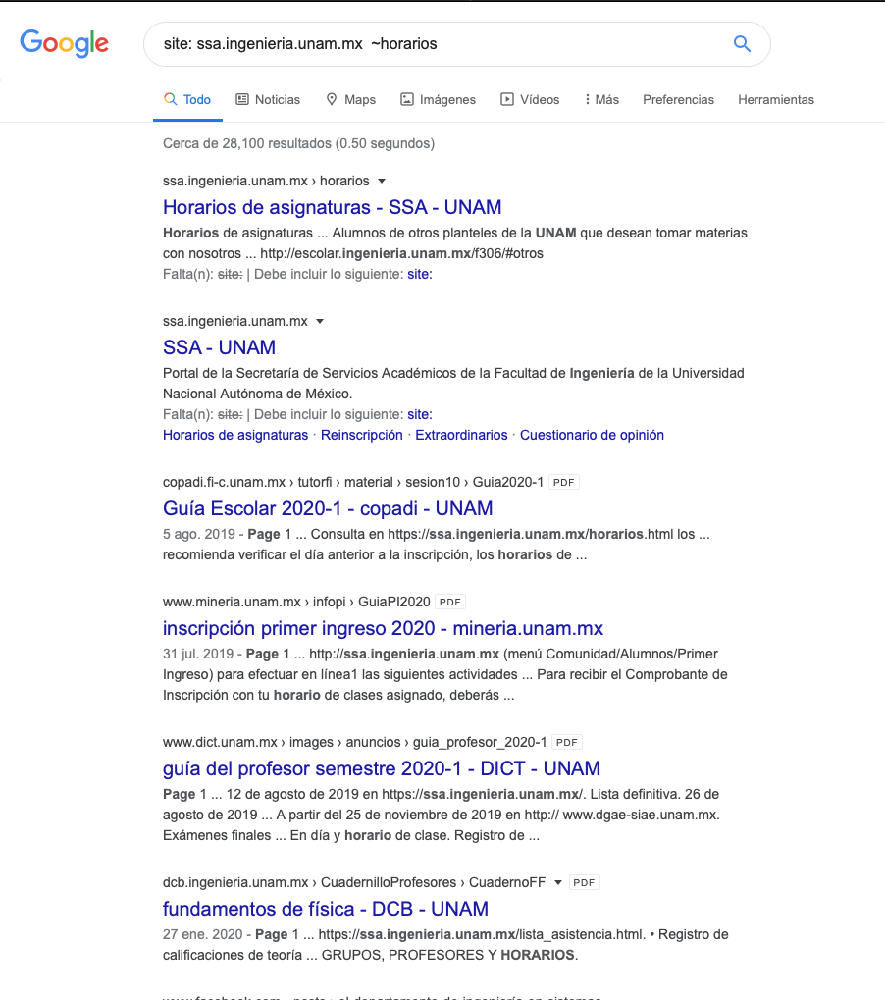 Google
site: ssa.ingenieria.unam.mx  ~horarios
Todo Noticias Maps Imágenes Vídeos Más Preferencias Herramientas
Cerca de 28,100 resultados (0.50 segundos)
ssa.ingenieria.unam.mx › horarios
Horarios de asignaturas - SSA - UNAM
Horarios de asignaturas ... Alumnos de otros planteles de la UNAM que desean tomar materias
con nosotros ... http://escolar.ingenieria.unam.mx/f306/#otros
Falta(n): site: | Debe incluir lo siguiente: site:
ssa.ingenieria.unam.mx
SSA - UNAM
Portal de la Secretaría de Servicios Académicos de la Facultad de Ingeniería de la Universidad
Nacional Autónoma de México.
Falta(n): site: | Debe incluir lo siguiente: site:
Horarios de asignaturas · Reinscripción · Extraordinarios · Cuestionario de opinión
copadi.fi-c.unam.mx › tutorfi › material › sesion10 › Guia2020-1 PDF
Guía Escolar 2020-1 - copadi - UNAM
5 ago. 2019 - Page 1 ... Consulta en https://ssa.ingenieria.unam.mx/horarios.html los ...
recomienda verificar el día anterior a la inscripción, los horarios de ...
www.mineria.unam.mx › infopi › GuiaPI2020 PDF
inscripción primer ingreso 2020 - mineria.unam.mx
31 jul. 2019 - Page 1 ... http://ssa.ingenieria.unam.mx (menú Comunidad/Alumnos/Primer
Ingreso) para efectuar en línea1 las siguientes actividades ... Para recibir el Comprobante de
Inscripción con tu horario de clases asignado, deberás ...
www.dict.unam.mx › images › anuncios › guia_profesor_2020-1 PDF
guía del profesor semestre 2020-1 - DICT - UNAM
Page 1 ... 12 de agosto de 2019 en https://ssa.ingenieria.unam.mx/. Lista definitiva. 26 de
agosto de 2019 ... A partir del 25 de noviembre de 2019 en http:// www.dgae-siae.unam.mx.
Exámenes finales ... En día y horario de clase. Registro de ...
dcb.ingenieria.unam.mx › CuadernilloProfesores › CuadernoFF PDF
fundamentos de física - DCB - UNAM
27 ene. 2020 - Page 1 ... https://ssa.ingenieria.unam.mx/lista_asistencia.html. • Registro de
calificaciones de teoría ... GRUPOS, PROFESORES Y HORARIOS.